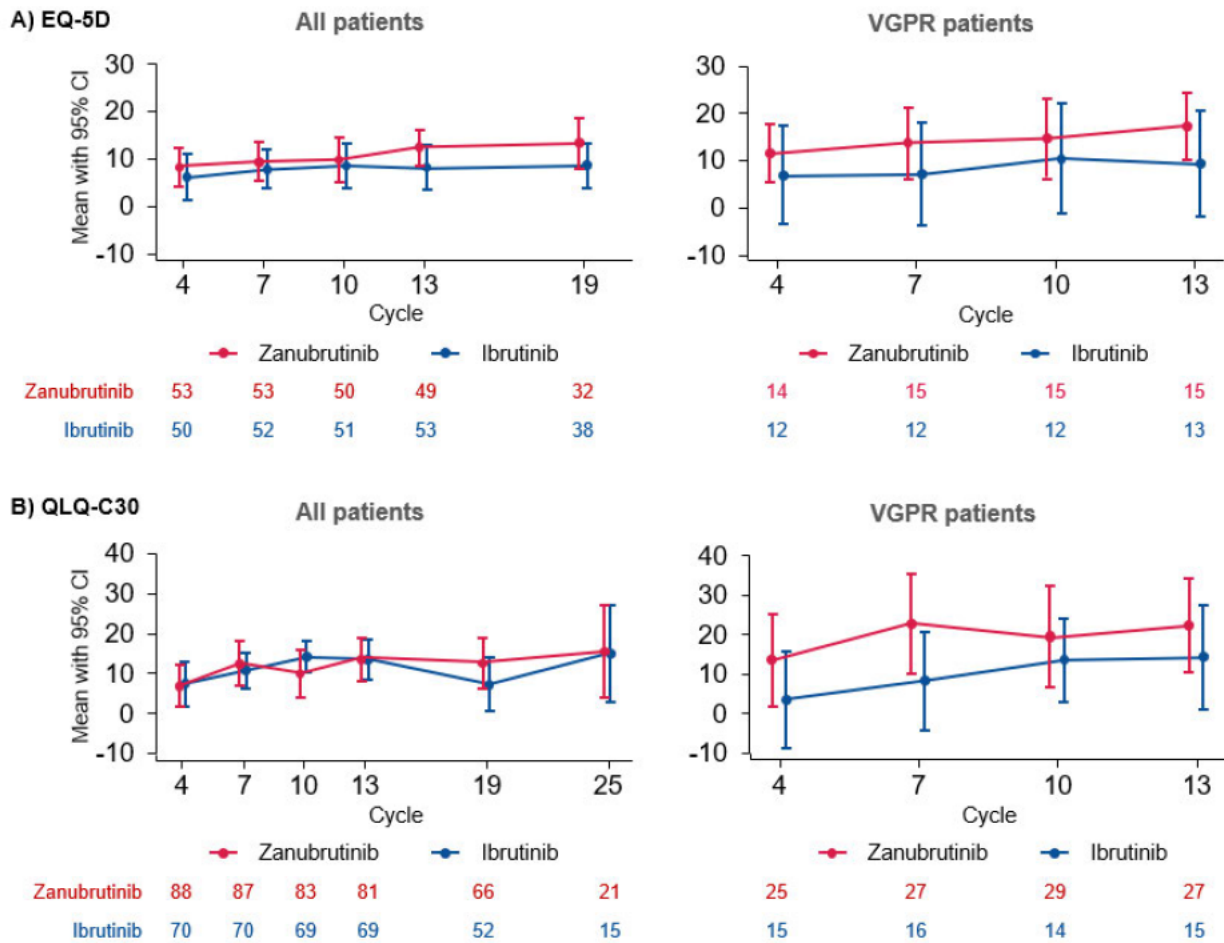 A) EQ-5D
All patients
VGPR patients
Mean with 95% CI
30
20
10
0
-10
4 7 10 13 19
Cycle
30
20
10
0
-10
4 7 10 13
Cycle
Zanubrutinib Ibrutinib
Zanubrutinib Ibrutinib
Zanubrutinib 53 53 50 49 32 14 15 15 15
Ibrutinib 50 52 51 53 38 12 12 12 13
B) QLQ-C30
All patients
VGPR patients
Mean with 95% CI
40
30
20
10
0
-10
4 7 10 13 19 25
Cycle
40
30
20
10
0
-10
4 7 10 13
Cycle
Zanubrutinib Ibrutinib
Zanubrutinib Ibrutinib
Zanubrutinib 88 87 83 81 66 21 25 27 29 27
Ibrutinib 70 70 69 69 52 15 15 16 14 15